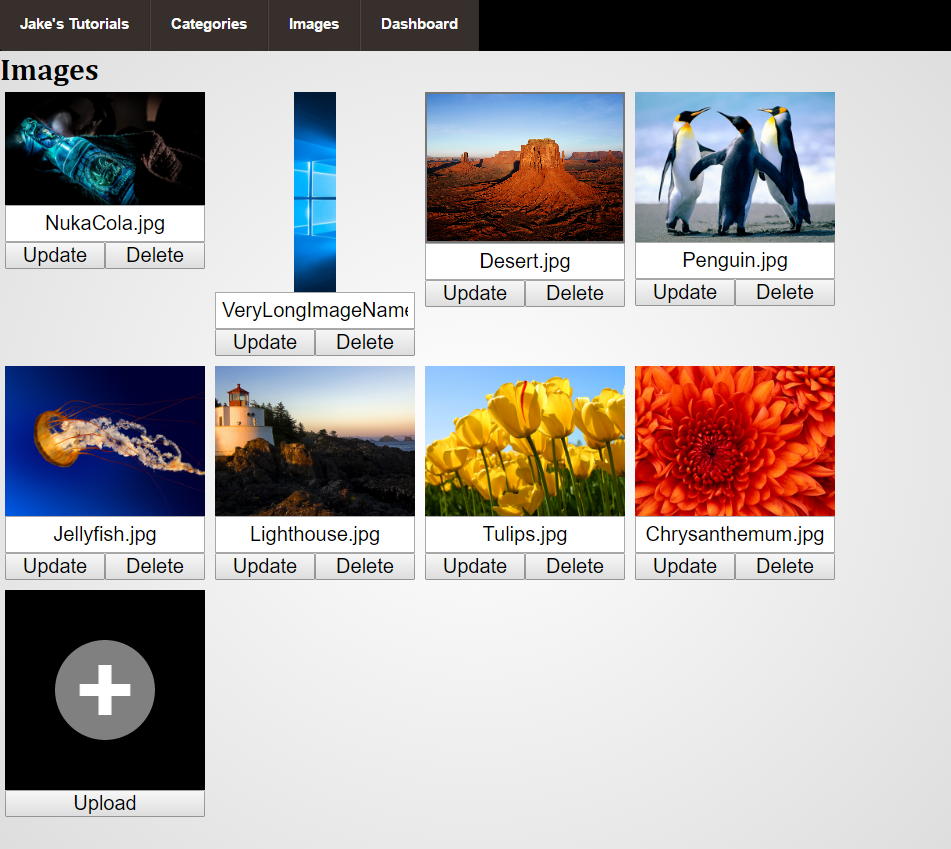 Jake's Tutorials Categories Images Dashboard
Images
NukaCola.jpg
Update Delete
VeryLongImageName
Update Delete
Desert.jpg
Update Delete
Penguin.jpg
Update Delete
Jellyfish.jpg
Update Delete
Lighthouse.jpg
Update Delete
Tulips.jpg
Update Delete
Chrysanthemum.jpg
Update Delete
Upload